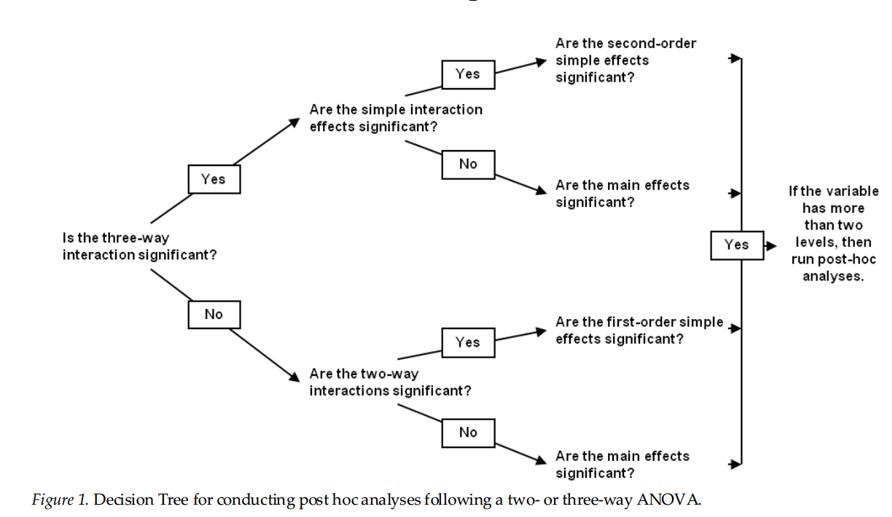 Are the second-order
simple effects
significant?
Yes
Are the simple interaction
effects significant?
No
Yes
Are the main effects
significant?
If the variable
has more
than two
levels, then
run post-hoc
analyses.
Is the three-way
interaction significant?
Yes
No
Are the first-order simple
effects significant?
Yes
Are the two-way
interactions significant?
No
Are the main effects
significant?
Figure 1. Decision Tree for conducting post hoc analyses following a two- or three-way ANOVA.